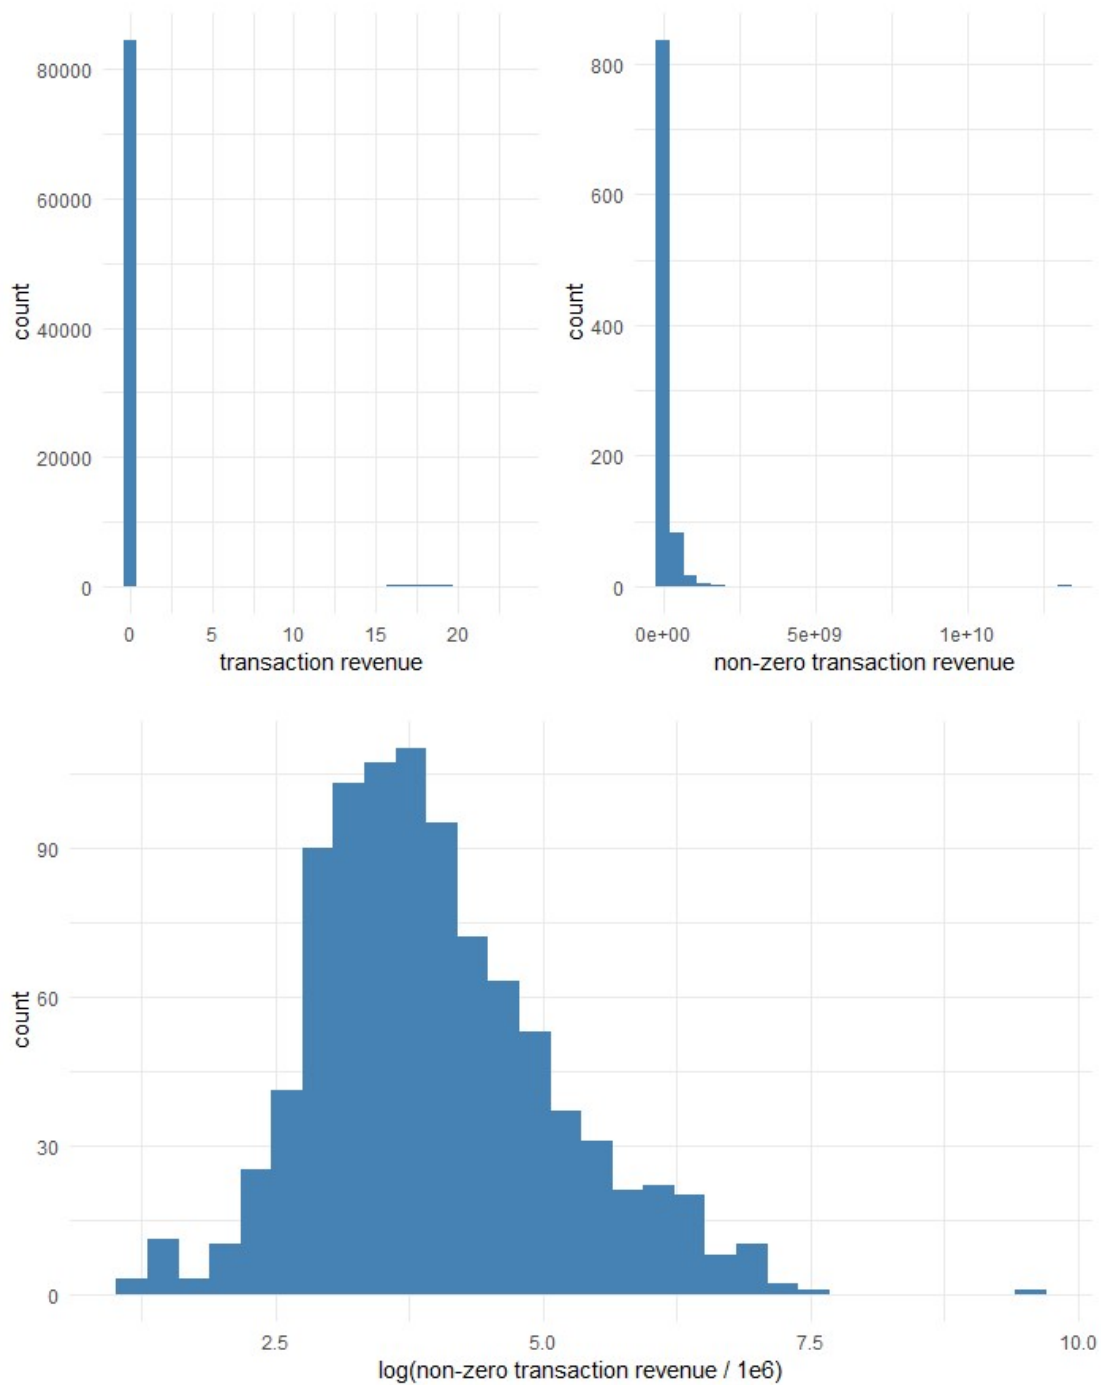 80000
60000
40000
20000
0
count
0 5 10 15 20
transaction revenue
800
600
400
200
0
count
0e+00 5e+09 1e+10
non-zero transaction revenue
90
60
30
0
count
2.5 5.0 7.5 10.0
log(non-zero transaction revenue / 1e6)